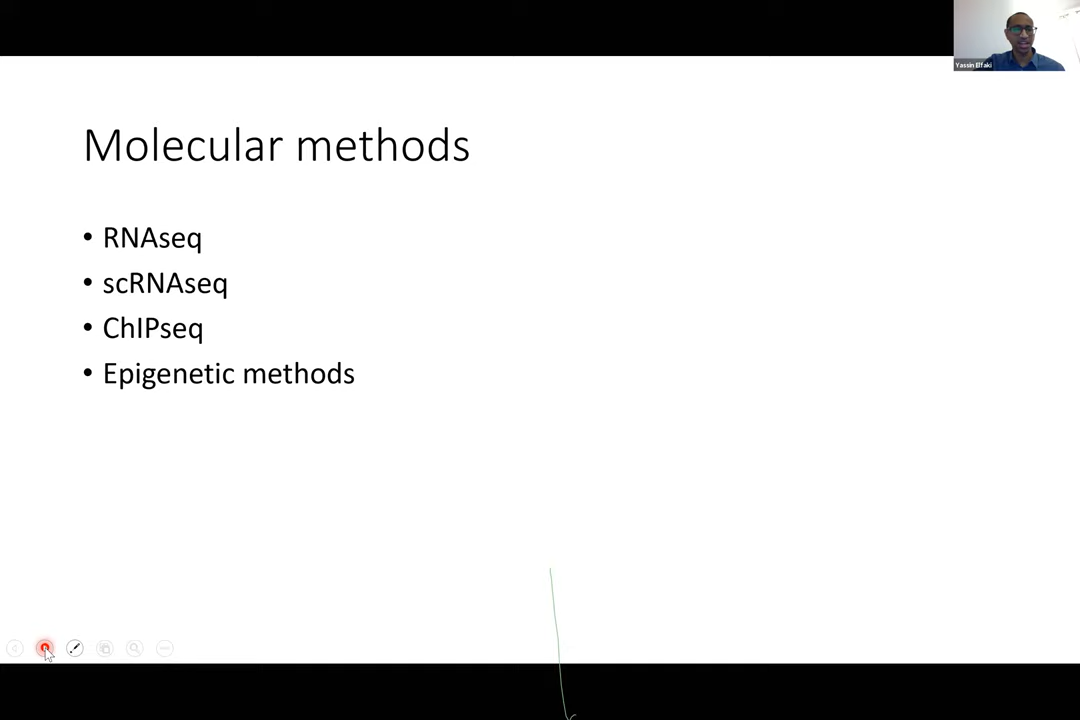 Yassin Elfaki
Molecular methods
• RNAseq
• scRNAseq
• ChIPseq
• Epigenetic methods